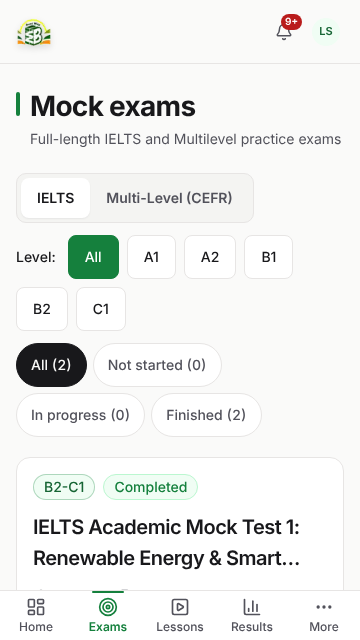 9+
LS
Mock exams
Full-length IELTS and Multilevel practice exams
IELTS Multi-Level (CEFR)
Level: All A1 A2 B1
B2 C1
All (2) Not started (0)
In progress (0) Finished (2)
B2-C1 Completed
IELTS Academic Mock Test 1:
Renewable Energy & Smart...
Home Exams Lessons Results More